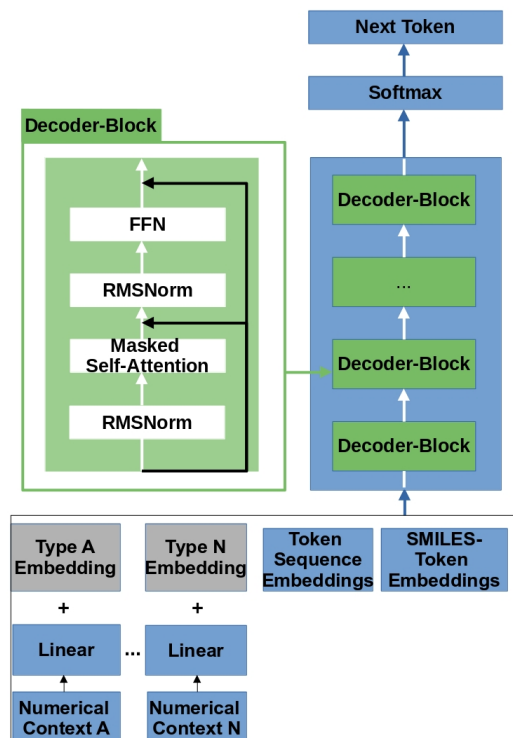 Next Token
Softmax
Decoder-Block
FFN
RMSNorm
Masked
Self-Attention
RMSNorm
Decoder-Block
...
Decoder-Block
Decoder-Block
Type A
Embedding
Type N
Embedding
Token
Sequence
Embeddings
SMILES-
Token
Embeddings
+
+
Linear
...
Linear
Numerical
Context A
Numerical
Context N